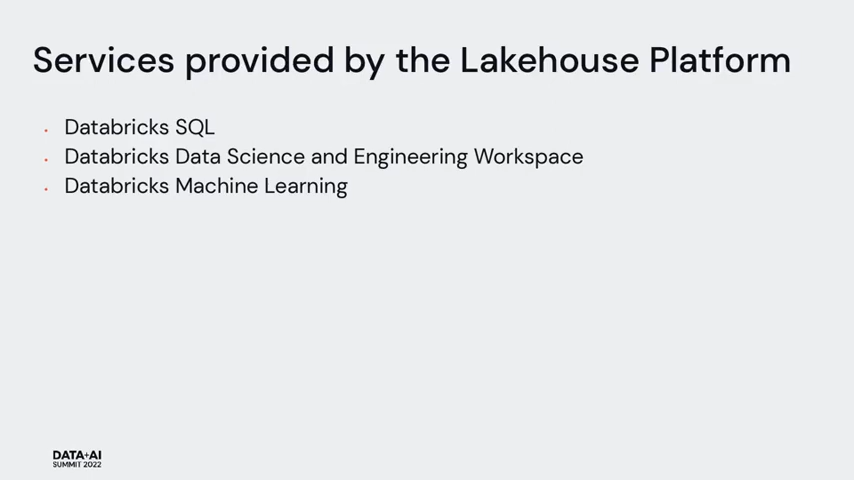 Services provided by the Lakehouse Platform
Databricks SQL
Databricks Data Science and Engineering Workspace
Databricks Machine Learning
DATA+AI
SUMMIT 2022